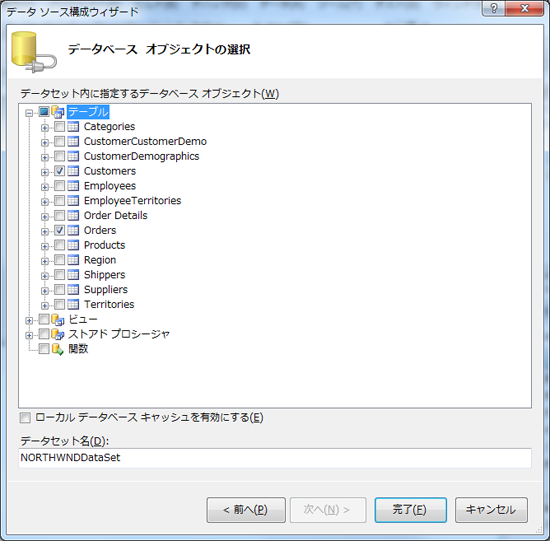 データ ソース構成ウィザード
データベース オブジェクトの選択
データセット内に指定するデータベース オブジェクト(W)
テーブル
Categories
CustomerCustomerDemo
CustomerDemographics
Customers
Employees
EmployeeTerritories
Order Details
Orders
Products
Region
Shippers
Suppliers
Territories
ビュー
ストアド プロシージャ
関数
ローカル データベース キャッシュを有効にする(E)
データセット名(D):
NORTHWNDDataSet
< 前へ(P) 次へ(N) > 完了(F) キャンセル